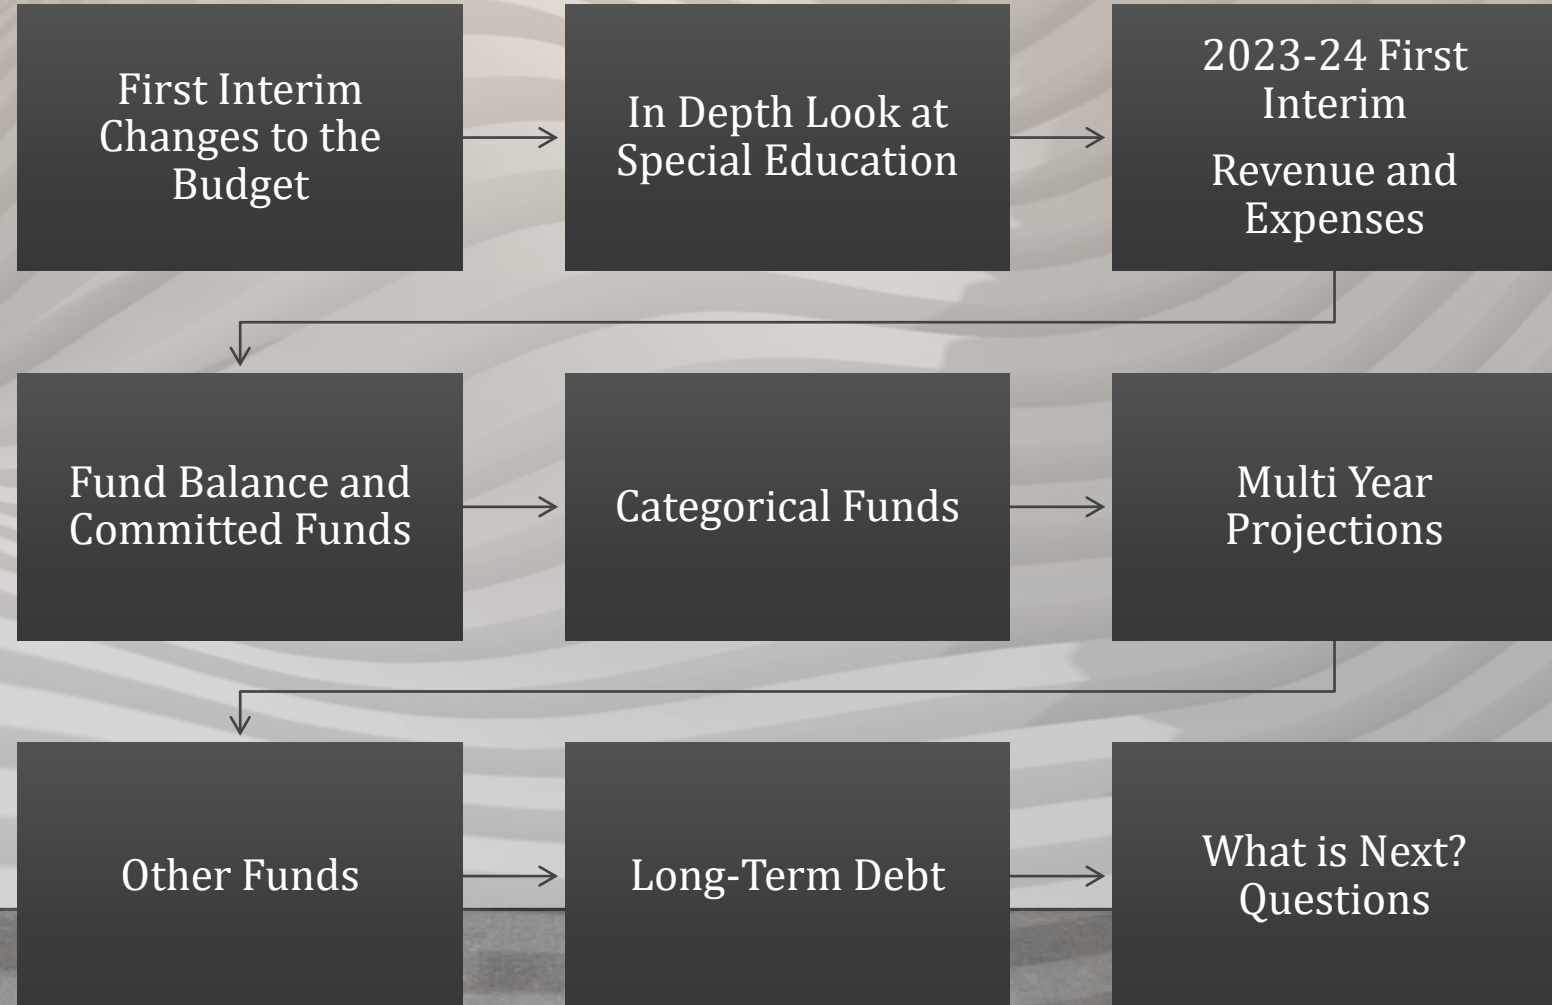 First Interim
Changes to the
Budget
In Depth Look at
Special Education
2023-24 First
Interim
Revenue and
Expenses
Fund Balance and
Committed Funds
Categorical Funds
Multi Year
Projections
Other Funds
Long-Term Debt
What is Next?
Questions